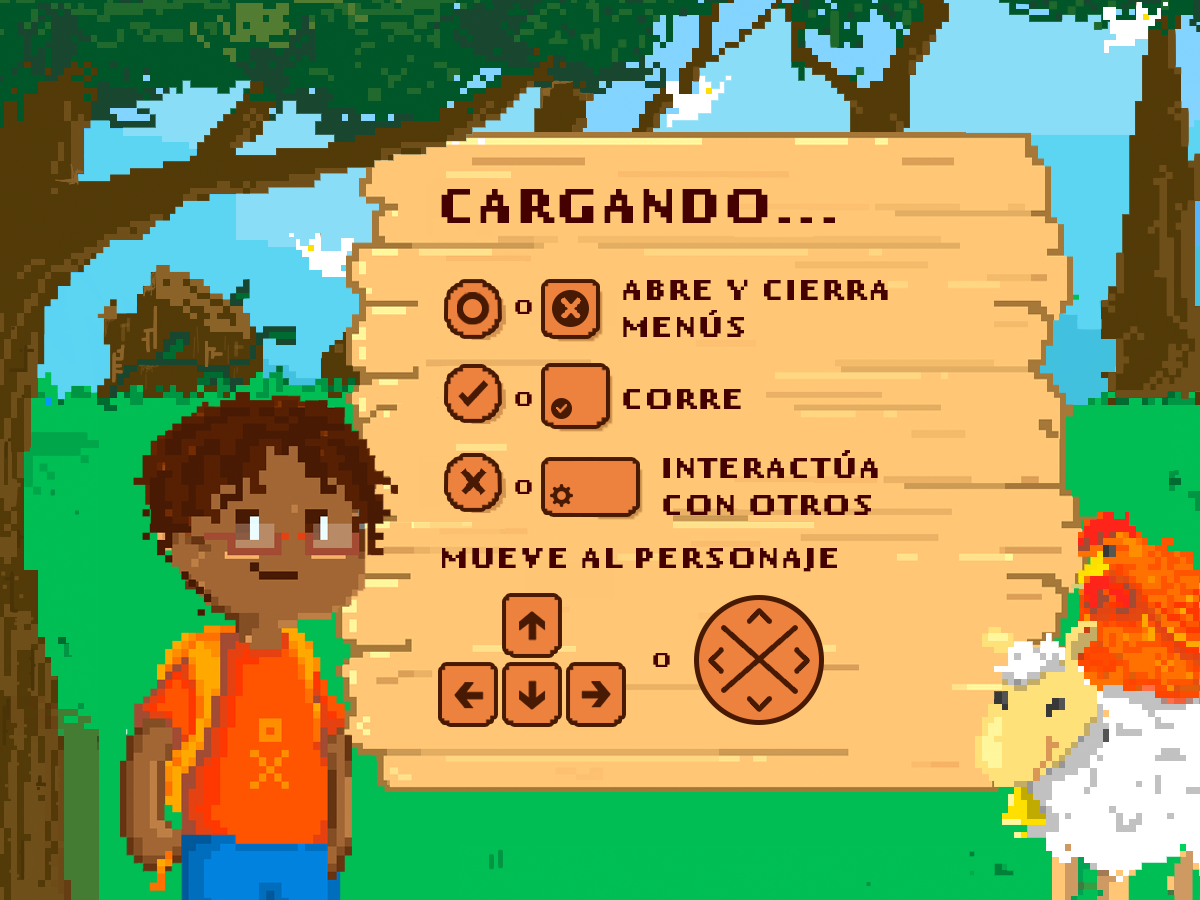 CARGANDO...
O ABRE Y CIERRA
MENÚS
O CORRE
O INTERACTÚA
CON OTROS
MUEVE AL PERSONAJE
O